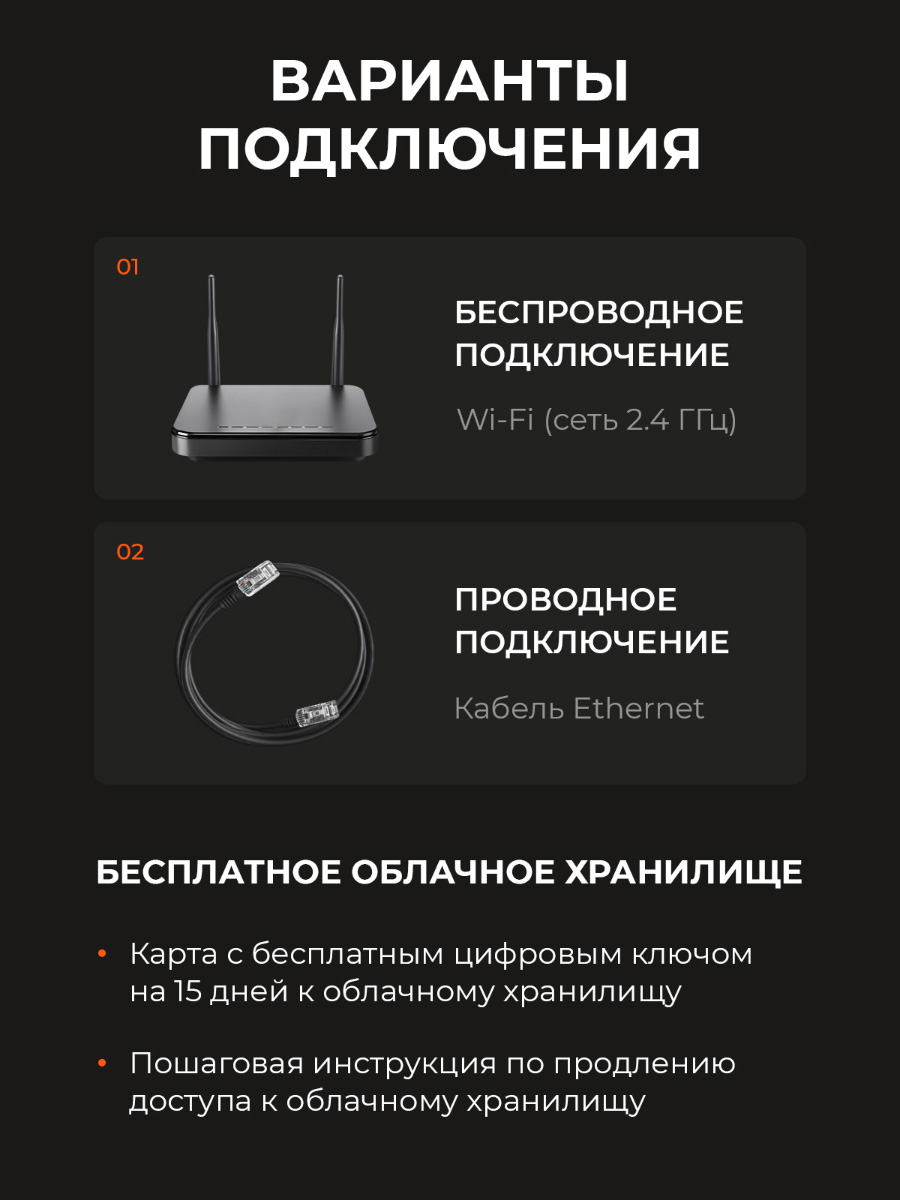 ВАРИАНТЫ
ПОДКЛЮЧЕНИЯ
01
БЕСПРОВОДНОЕ
ПОДКЛЮЧЕНИЕ
Wi-Fi (сеть 2.4 ГГц)
02
ПРОВОДНОЕ
ПОДКЛЮЧЕНИЕ
Кабель Ethernet
БЕСПЛАТНОЕ ОБЛАЧНОЕ ХРАНИЛИЩЕ
• Карта с бесплатным цифровым ключом
на 15 дней к облачному хранилищу
• Пошаговая инструкция по продлению
доступа к облачному хранилищу